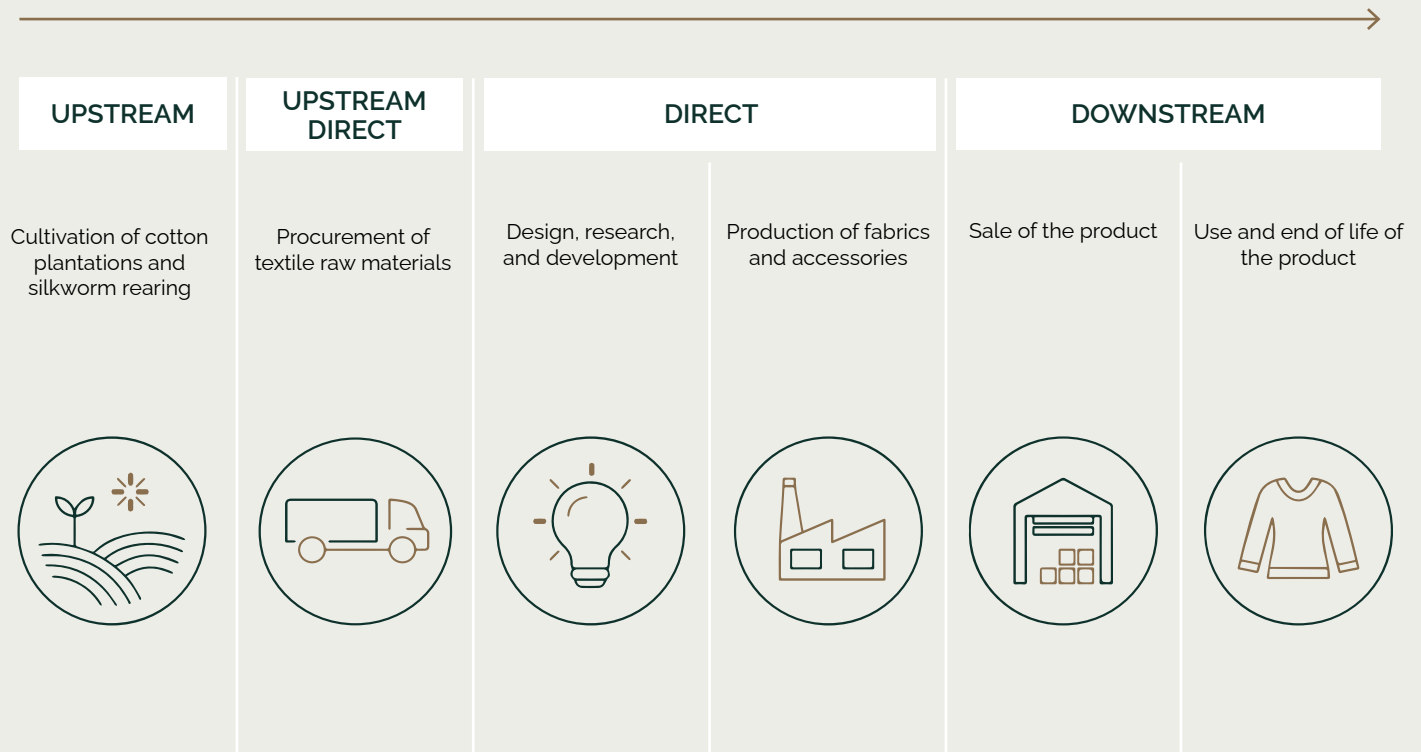 UPSTREAM
UPSTREAM
DIRECT
DIRECT
DOWNSTREAM
Cultivation of cotton
plantations and
silkworm rearing
Procurement of
textile raw materials
Design, research,
and development
Production of fabrics
and accessories
Sale of the product
Use and end of life of
the product